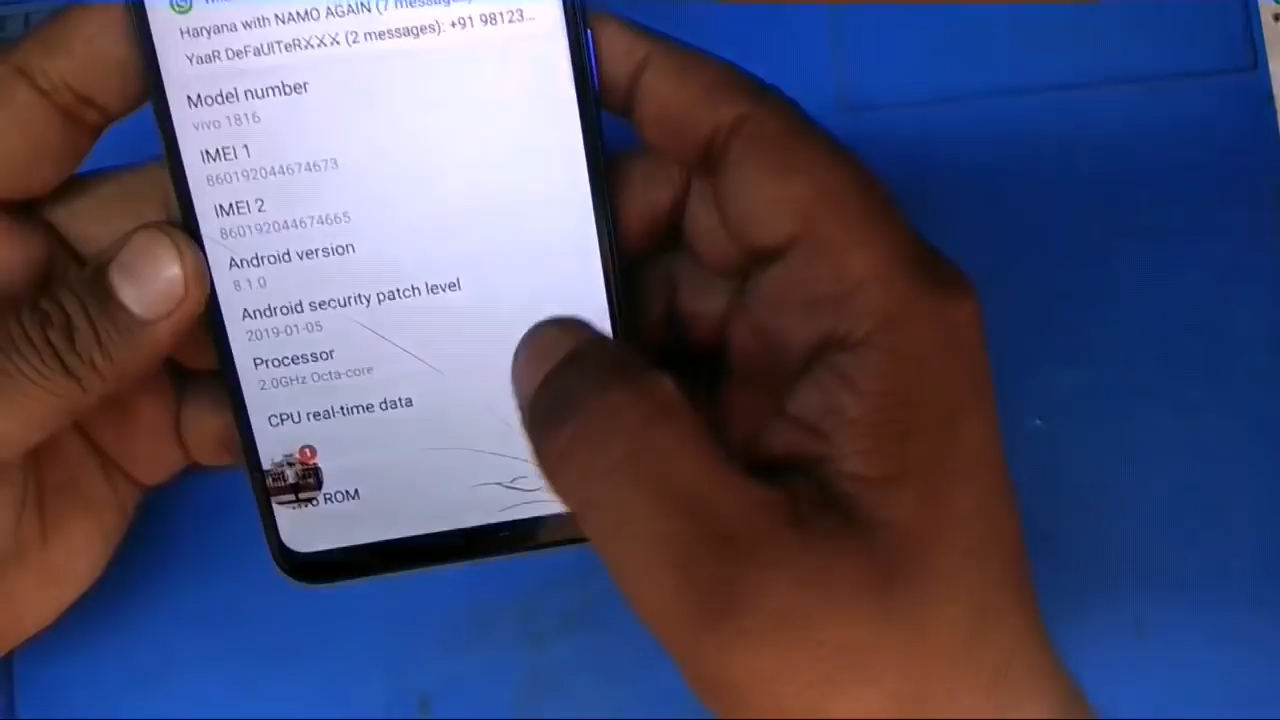 Haryana with NAMO AGAIN (7 messages)
YaaR DeFaUlTeRXXX (2 messages): +91 98123...
Model number
vivo 1816
IMEI 1
860192044674673
IMEI 2
860192044674665
Android version
8.1.0
Android security patch level
2019-01-05
Processor
2.0GHz Octa-core
CPU real-time data
1
ROM